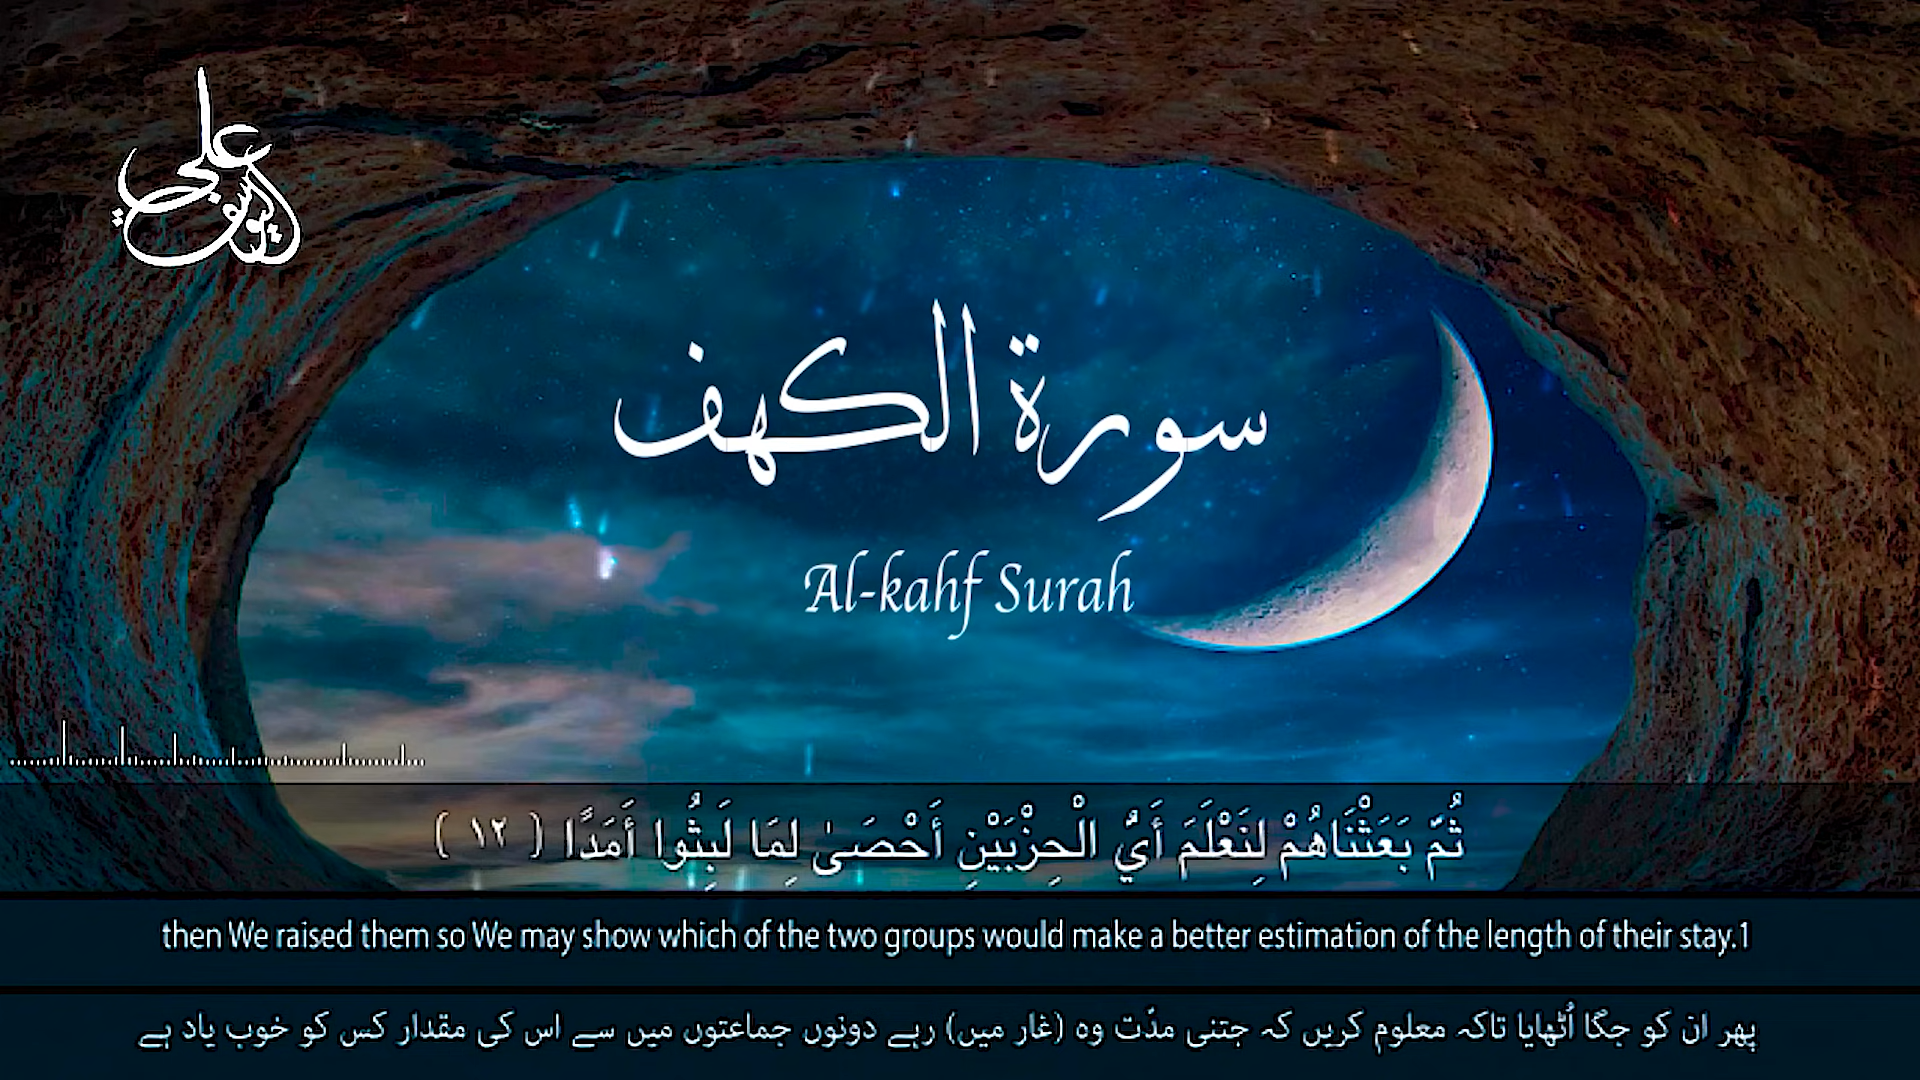 علي اليوسفي
سورة الكهف
Al-kahf Surah
ثُمَّ بَعَثْنَاهُمْ لِنَعْلَمَ أَيُّ الْحِزْبَيْنِ أَحْصَىٰ لِمَا لَبِثُوا أَمَدًا ( ١٢ )
then We raised them so We may show which of the two groups would make a better estimation of the length of their stay.1
پھر ان کو جگا اُٹھایا تاکہ معلوم کریں کہ جتنی مدّت وہ (غار میں) رہے دونوں جماعتوں میں سے اس کی مقدار کس کو خوب یاد ہے